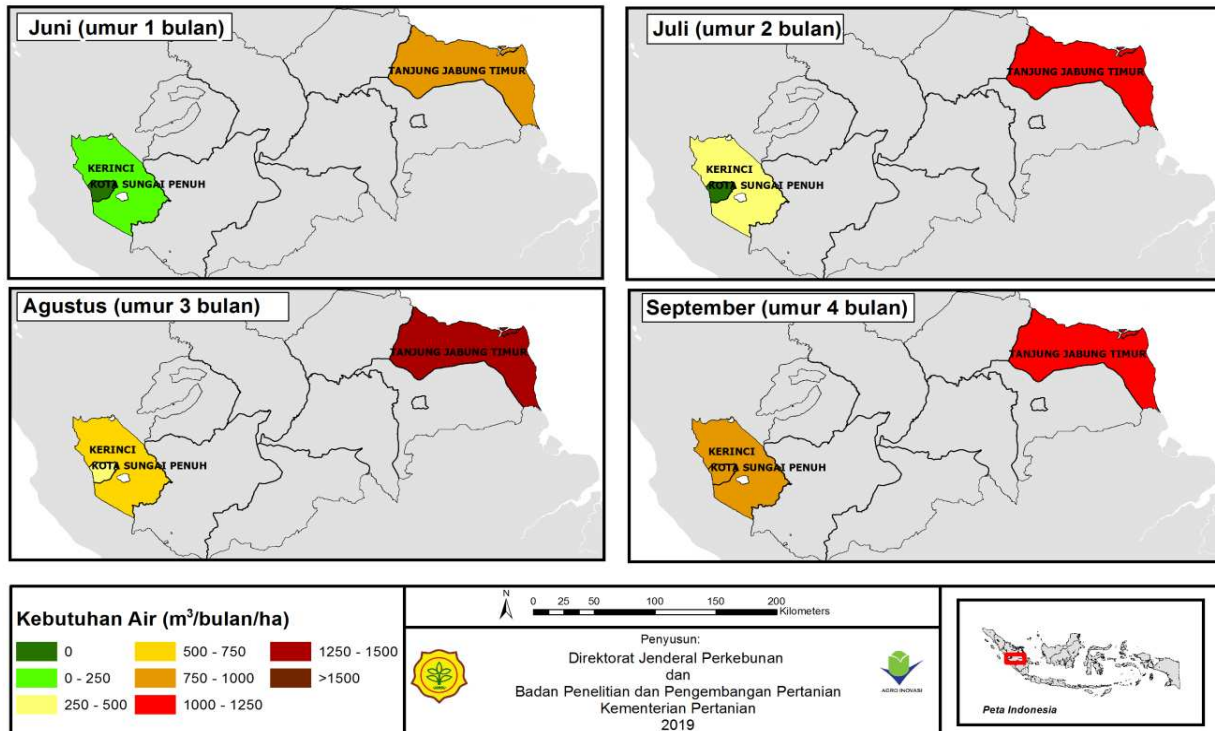 Juni (umur 1 bulan)
TANJUNG JABUNG TIMUR
KERINCI
KOTA SUNGAI PENUH
Juli (umur 2 bulan)
TANJUNG JABUNG TIMUR
KERINCI
KOTA SUNGAI PENUH
Agustus (umur 3 bulan)
TANJUNG JABUNG TIMUR
KERINCI
KOTA SUNGAI PENUH
September (umur 4 bulan)
TANJUNG JABUNG TIMUR
KERINCI
KOTA SUNGAI PENUH
Kebutuhan Air (m³/bulan/ha)
0
0 - 250
250 - 500
500 - 750
750 - 1000
1000 - 1250
1250 - 1500
>1500
N
0 25 50 100 150 200
Kilometers
Penyusun:
Direktorat Jenderal Perkebunan
dan
Badan Penelitian dan Pengembangan Pertanian
Kementerian Pertanian
2019
AGRO INOVASI
Peta Indonesia